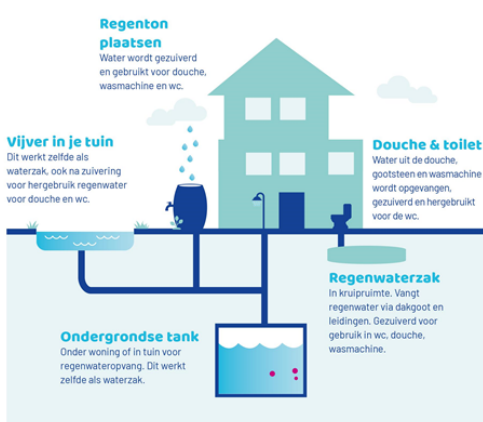 Regenton
plaatsen
Water wordt gezuiverd
en gebruikt voor douche,
wasmachine en wc.
Vijver in je tuin
Dit werkt zelfde als
waterzak, ook na zuivering
voor hergebruik regenwater
voor douche en wc.
Douche & toilet
Water uit de douche,
gootsteen en wasmachine
wordt opgevangen,
gezuiverd en hergebruikt
voor de wc.
Regenwaterzak
In kruipruimte. Vangt
regenwater via dakgoot en
leidingen. Gezuiverd voor
gebruik in wc, douche,
wasmachine.
Ondergrondse tank
Onder woning of in tuin voor
regenwateropvang. Dit werkt
zelfde als waterzak.